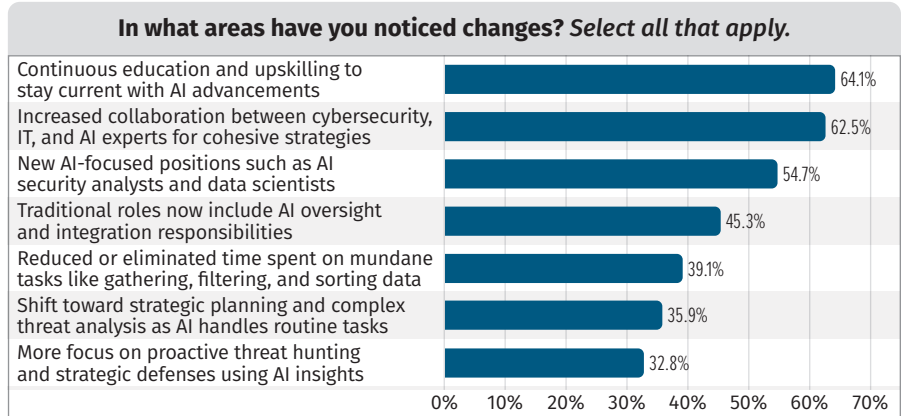 In what areas have you noticed changes? Select all that apply.
Continuous education and upskilling to
stay current with AI advancements
64.1%
Increased collaboration between cybersecurity,
IT, and AI experts for cohesive strategies
62.5%
New AI-focused positions such as AI
security analysts and data scientists
54.7%
Traditional roles now include AI oversight
and integration responsibilities
45.3%
Reduced or eliminated time spent on mundane
tasks like gathering, filtering, and sorting data
39.1%
Shift toward strategic planning and complex
threat analysis as AI handles routine tasks
35.9%
More focus on proactive threat hunting
and strategic defenses using AI insights
32.8%
0% 10% 20% 30% 40% 50% 60% 70%